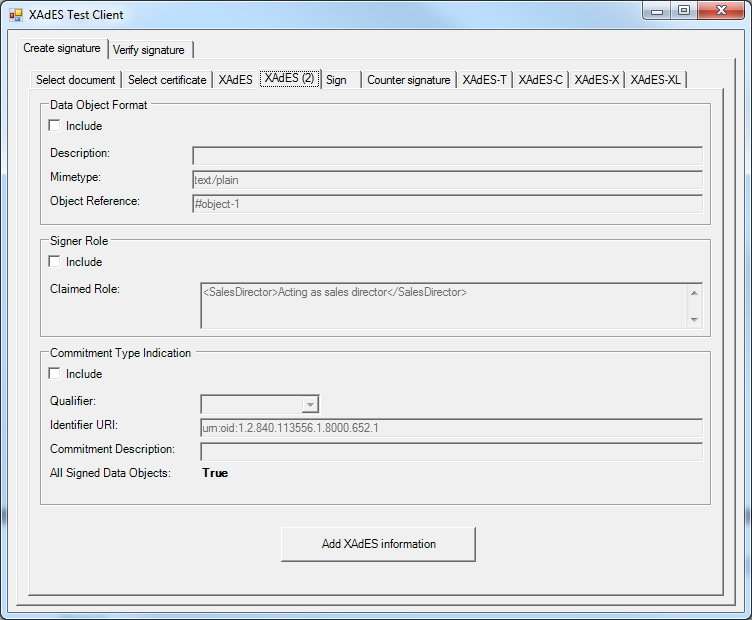 XAdES Test Client
Create signature Verify signature
Select document Select certificate XAdES XAdES (2) Sign Counter signature XAdES-T XAdES-C XAdES-X XAdES-XL
Data Object Format
Include
Description:
Mimetype: text/plain
Object Reference: #object-1
Signer Role
Include
Claimed Role: <SalesDirector>Acting as sales director</SalesDirector>
Commitment Type Indication
Include
Qualifier:
Identifier URI: urn:oid:1.2.840.113556.1.8000.652.1
Commitment Description:
All Signed Data Objects: True
Add XAdES information